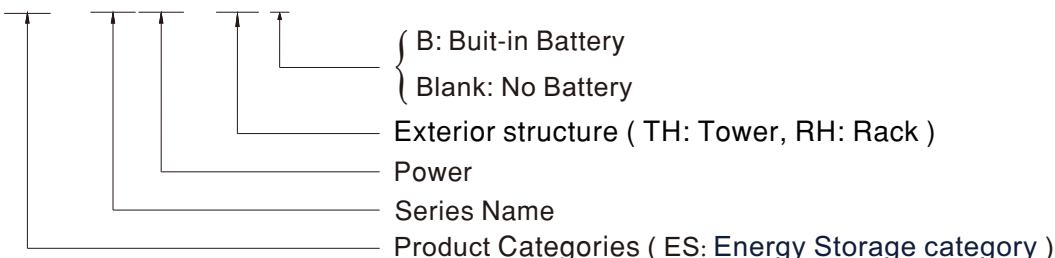 B: Buit-in Battery
Blank: No Battery
Exterior structure ( TH: Tower, RH: Rack )
Power
Series Name
Product Categories ( ES: Energy Storage category )